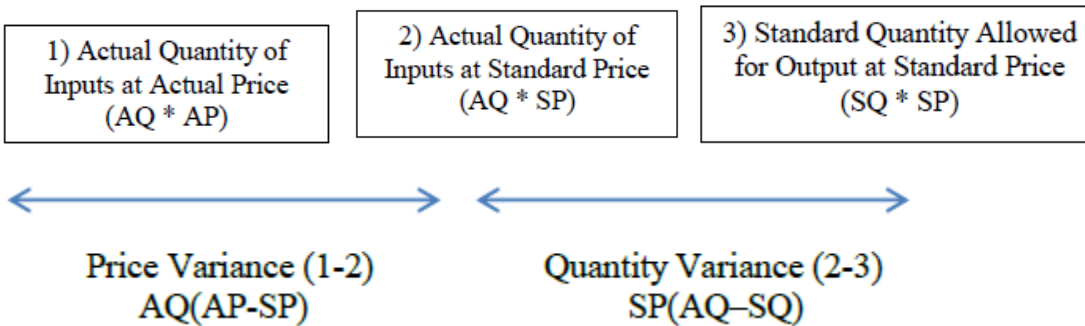 1) Actual Quantity of
Inputs at Actual Price
(AQ * AP)
2) Actual Quantity of
Inputs at Standard Price
(AQ * SP)
3) Standard Quantity Allowed
for Output at Standard Price
(SQ * SP)
Price Variance (1-2)
AQ(AP-SP)
Quantity Variance (2-3)
SP(AQ–SQ)